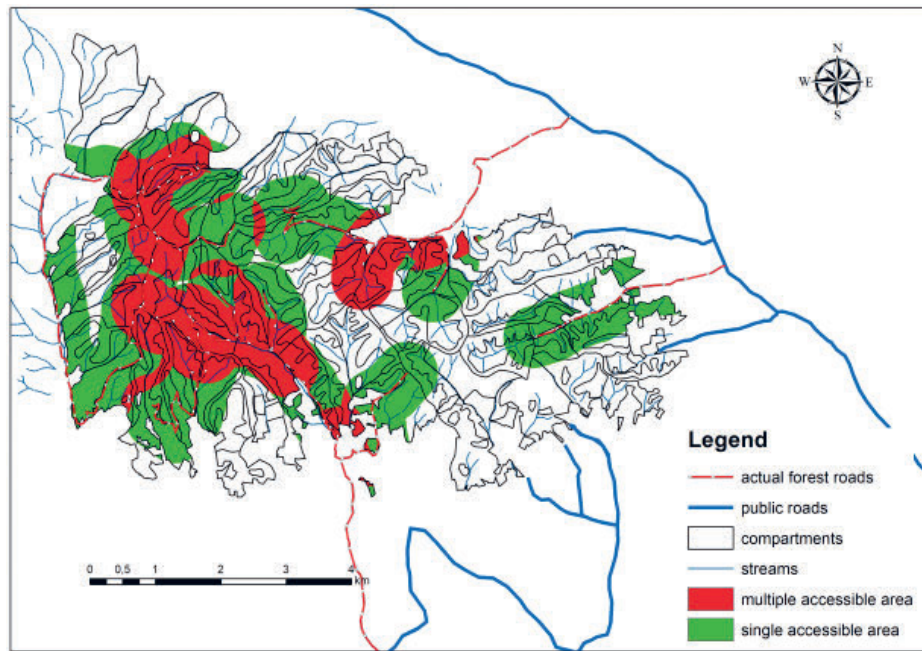 N
W E
S
Legend
actual forest roads
public roads
compartments
streams
multiple accessible area
single accessible area
0 0,5 1 2 3 4
km